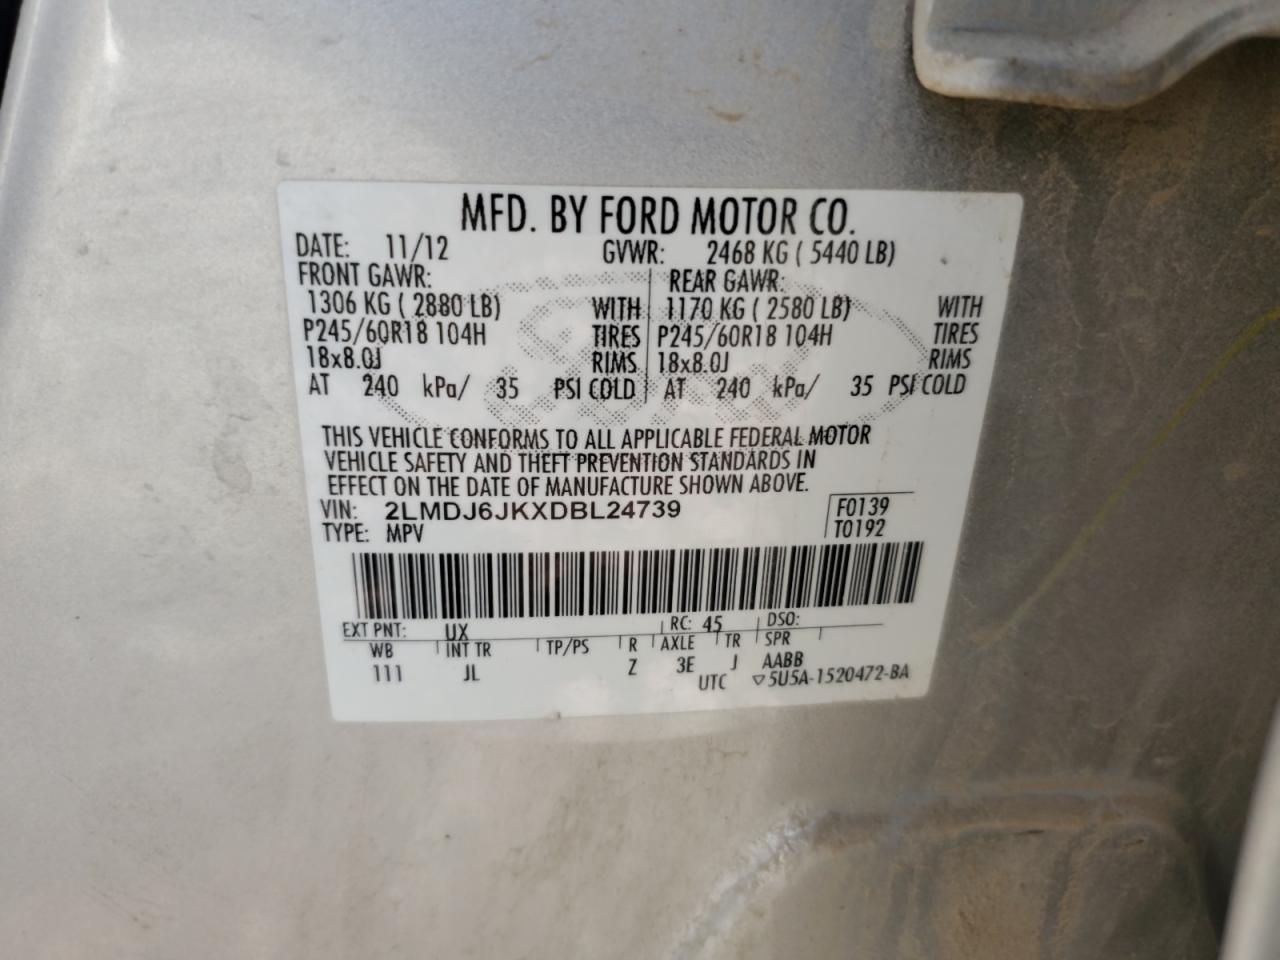 MFD. BY FORD MOTOR CO.
DATE: 11/12 GVWR: 2468 KG ( 5440 LB)
FRONT GAWR: REAR GAWR:
1306 KG ( 2880 LB) WITH 1170 KG ( 2580 LB) WITH
P245/60R18 104H TIRES P245/60R18 104H TIRES
18x8.0J RIMS 18x8.0J RIMS
AT 240 kPa/ 35 PSI COLD AT 240 kPa/ 35 PSI COLD
THIS VEHICLE CONFORMS TO ALL APPLICABLE FEDERAL MOTOR
VEHICLE SAFETY AND THEFT PREVENTION STANDARDS IN
EFFECT ON THE DATE OF MANUFACTURE SHOWN ABOVE.
VIN: 2LMDJ6JKXDBL24739 F0139
TYPE: MPV T0192
EXT PNT: UX RC: 45 DSO:
WB INT TR TP/PS R AXLE TR SPR
111 JL Z 3E J AABB
UTC ▽5U5A-1520472-BA